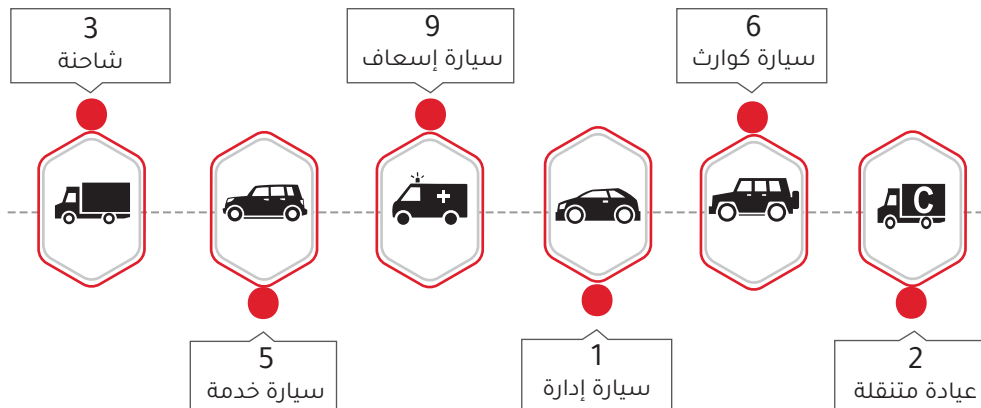 6
سيارة كوارث
9
سيارة إسعاف
3
شاحنة
C
2
عيادة متنقلة
1
سيارة إدارة
5
سيارة خدمة